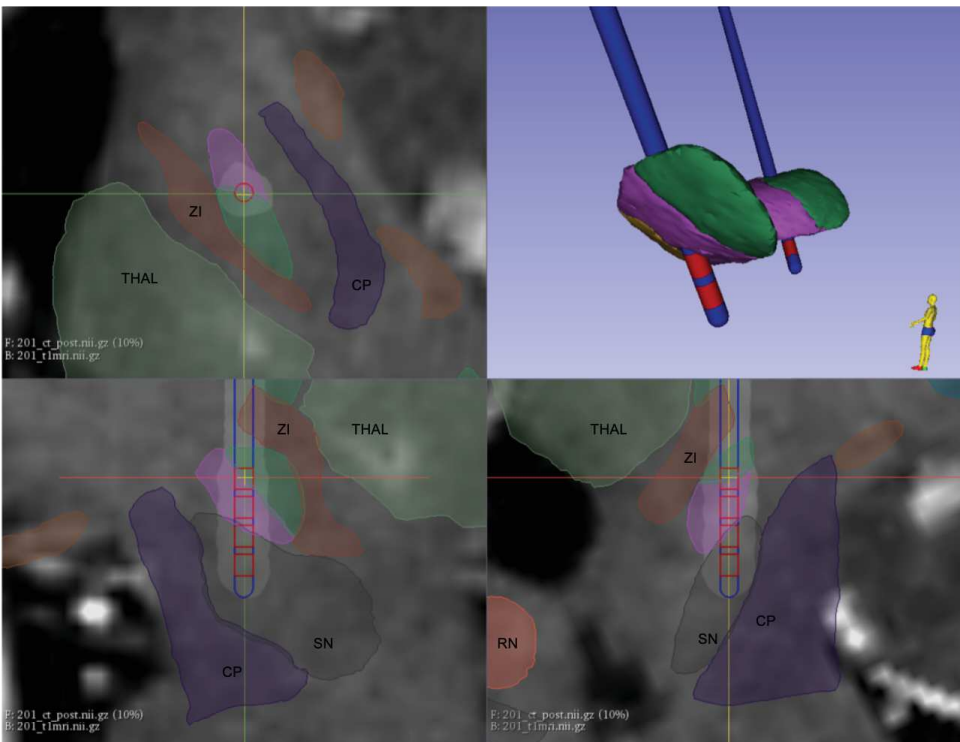 ZI
THAL
CP
F: 201_ct_post.nii.gz (10%)
B: 201_t1mri.nii.gz
ZI
THAL
SN
CP
F: 201_ct_post.nii.gz (10%)
B: 201_t1mri.nii.gz
THAL
ZI
CP
SN
RN
F: 201_ct_post.nii.gz (10%)
B: 201_t1mri.nii.gz